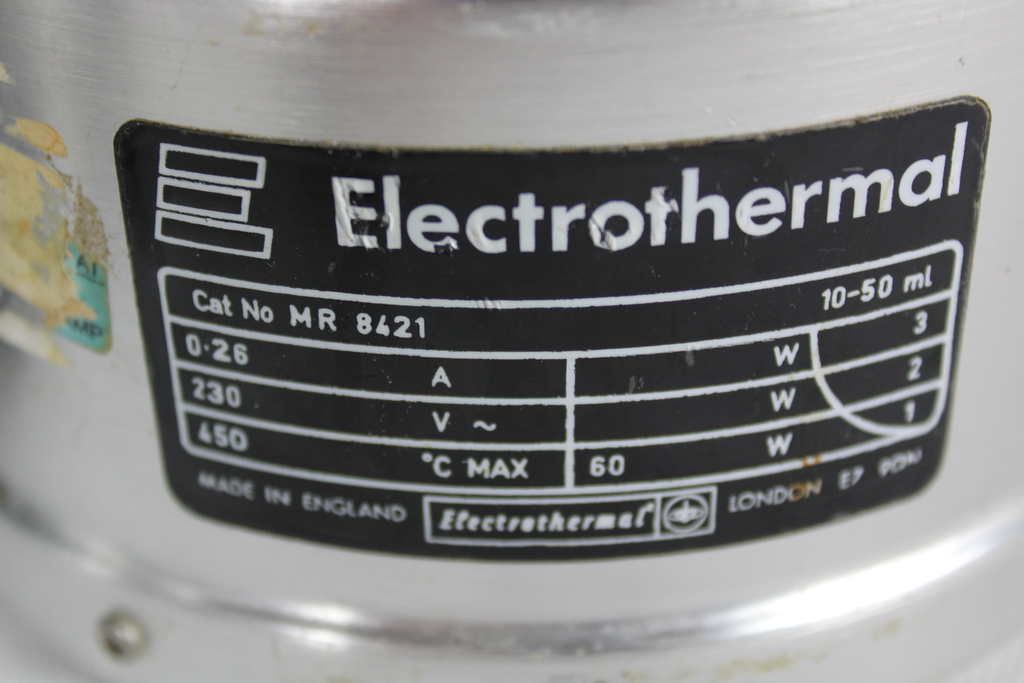 Electrothermal
Cat No MR 8421 10-50 ml
0·26 A W 3
230 V ~ W 2
450 °C MAX 60 W 1
MADE IN ENGLAND Electrothermal LONDON E7 9DN